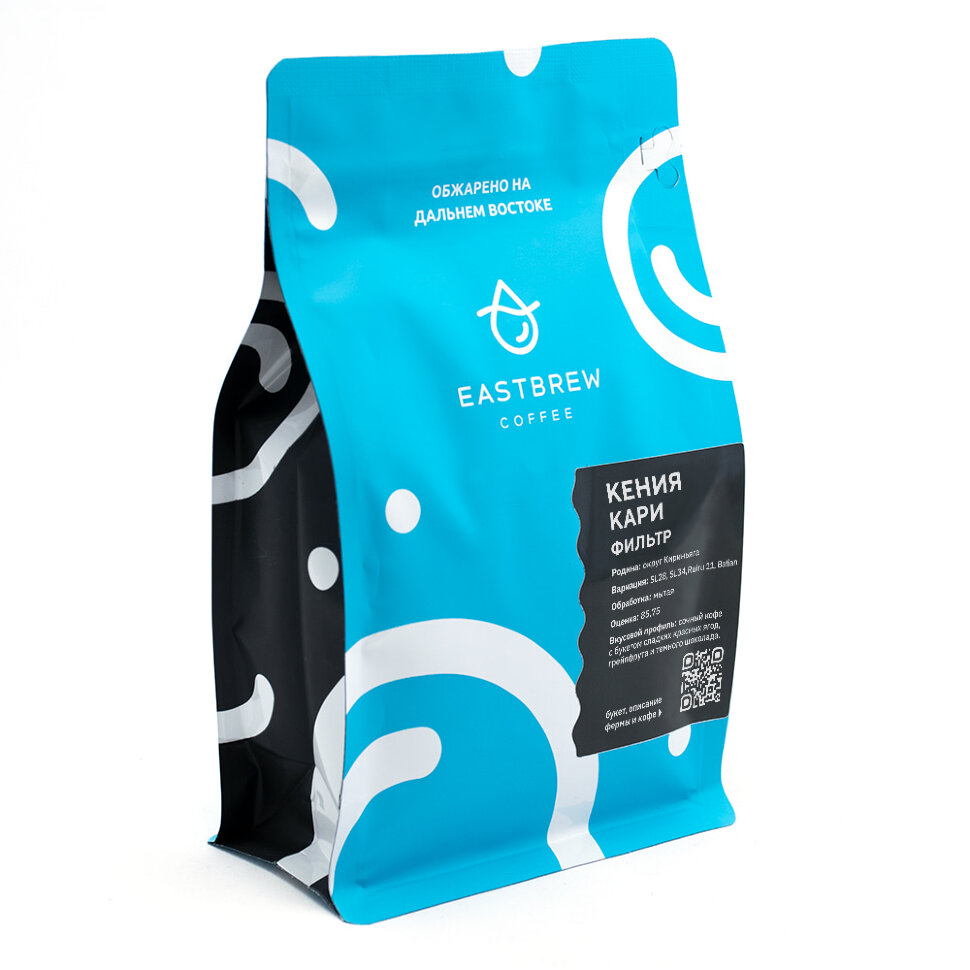 ОБЖАРЕНО НА
ДАЛЬНЕМ ВОСТОКЕ
EASTBREW
COFFEE
КЕНИЯ
КАРИ
ФИЛЬТР
Родина: округ Кириньяга
Вариация: SL28, SL34,Ruiru 11, Batian
Обработка: мытая
Оценка: 85,75
Вкусовой профиль: сочный кофе
с букетом сладких красных ягод,
грейпфрута и темного шоколада.
букет, описание
фермы и кофе